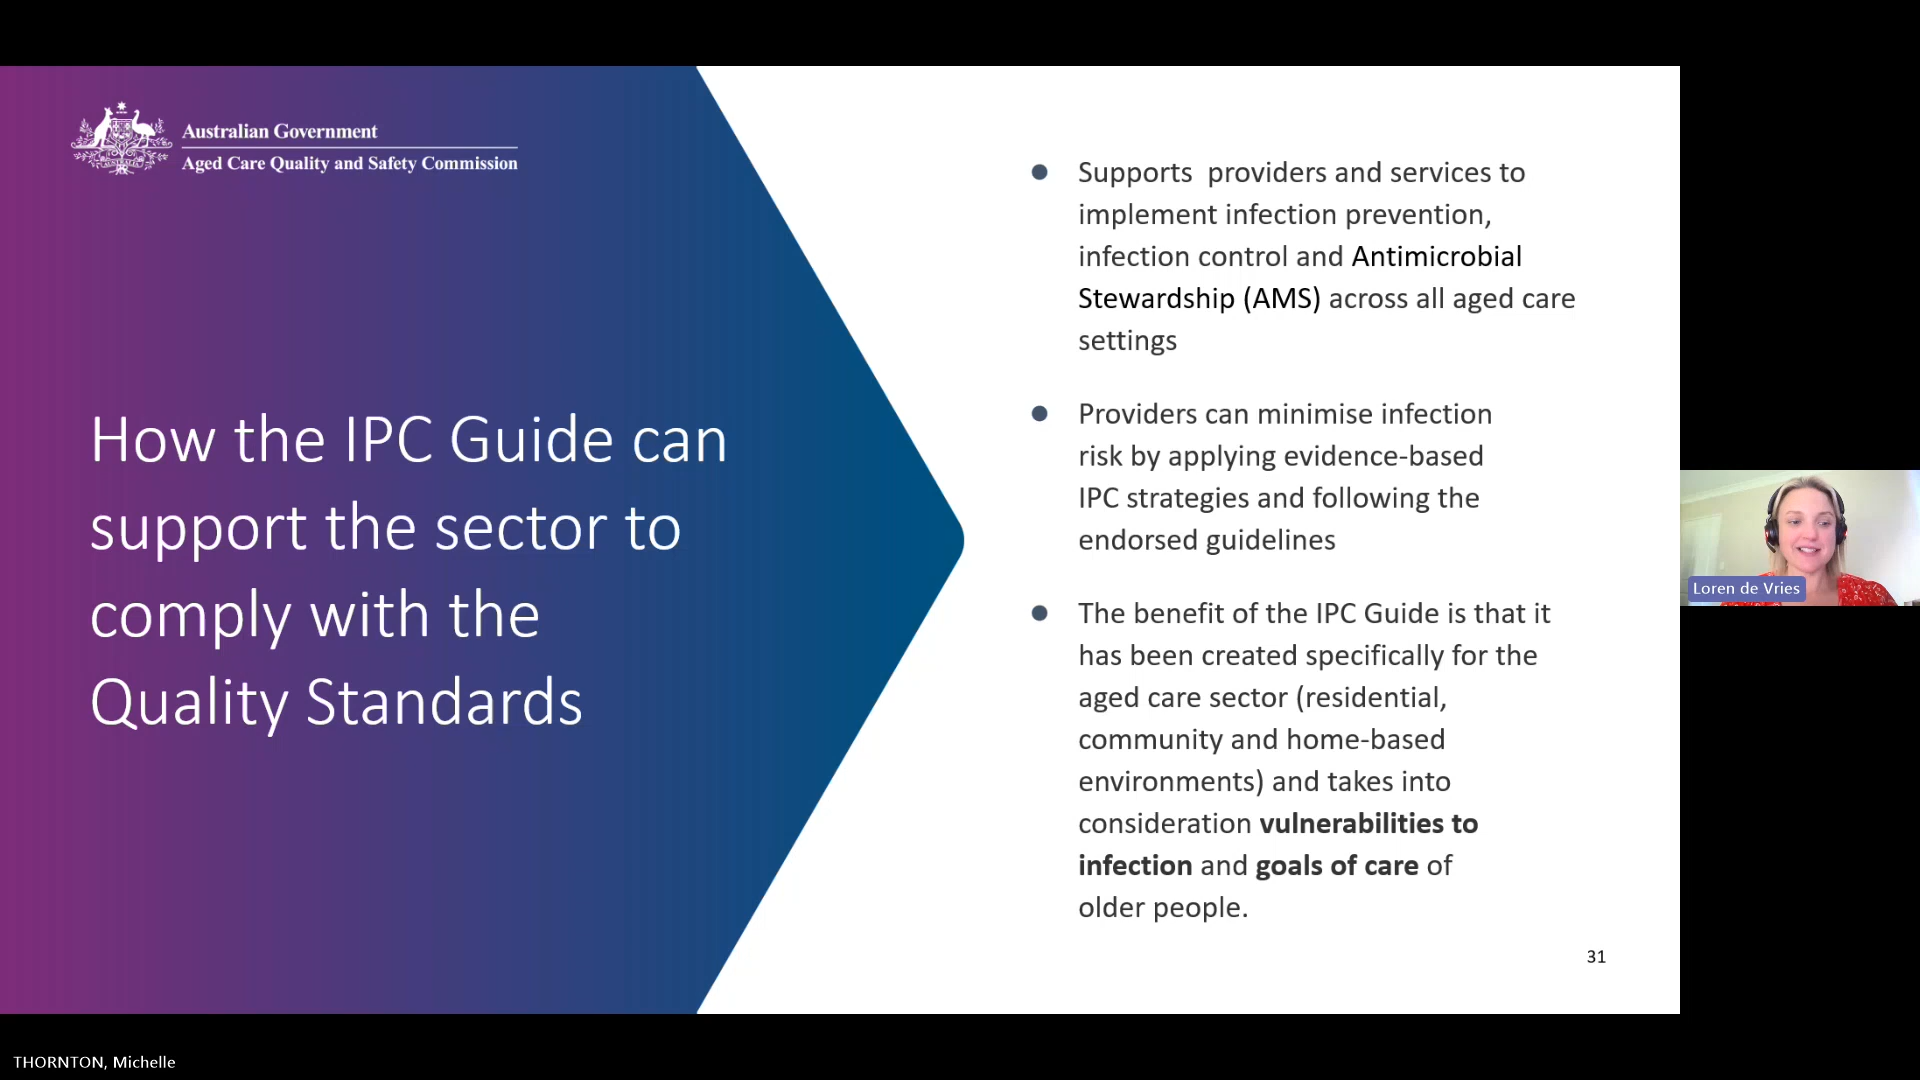 Australian Government
Aged Care Quality and Safety Commission
How the IPC Guide can
support the sector to
comply with the
Quality Standards
Supports  providers and services to
implement infection prevention,
infection control and Antimicrobial
Stewardship (AMS) across all aged care
settings
Providers can minimise infection
risk by applying evidence-based
IPC strategies and following the
endorsed guidelines
The benefit of the IPC Guide is that it
has been created specifically for the
aged care sector (residential,
community and home-based
environments) and takes into
consideration vulnerabilities to
infection and goals of care of
older people.
31
Loren de Vries
THORNTON, Michelle